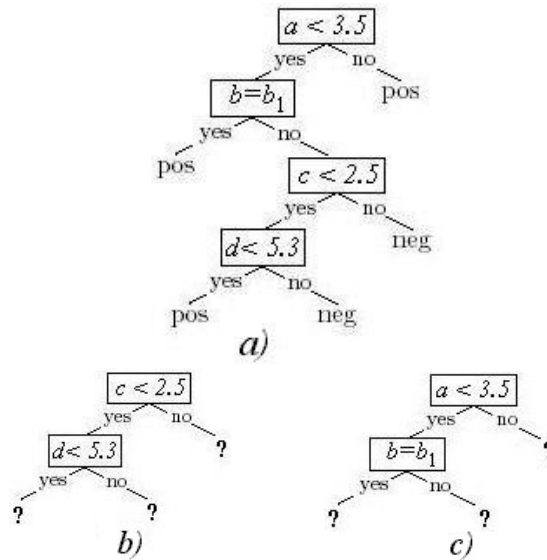 a < 3.5
yes no
b=b1 pos
yes no
pos c < 2.5
yes no
d< 5.3 neg
yes no
pos neg
a)
c < 2.5
yes no
d< 5.3 ?
yes no
? ?
b)
a < 3.5
yes no
b=b1 ?
yes no
? ?
c)